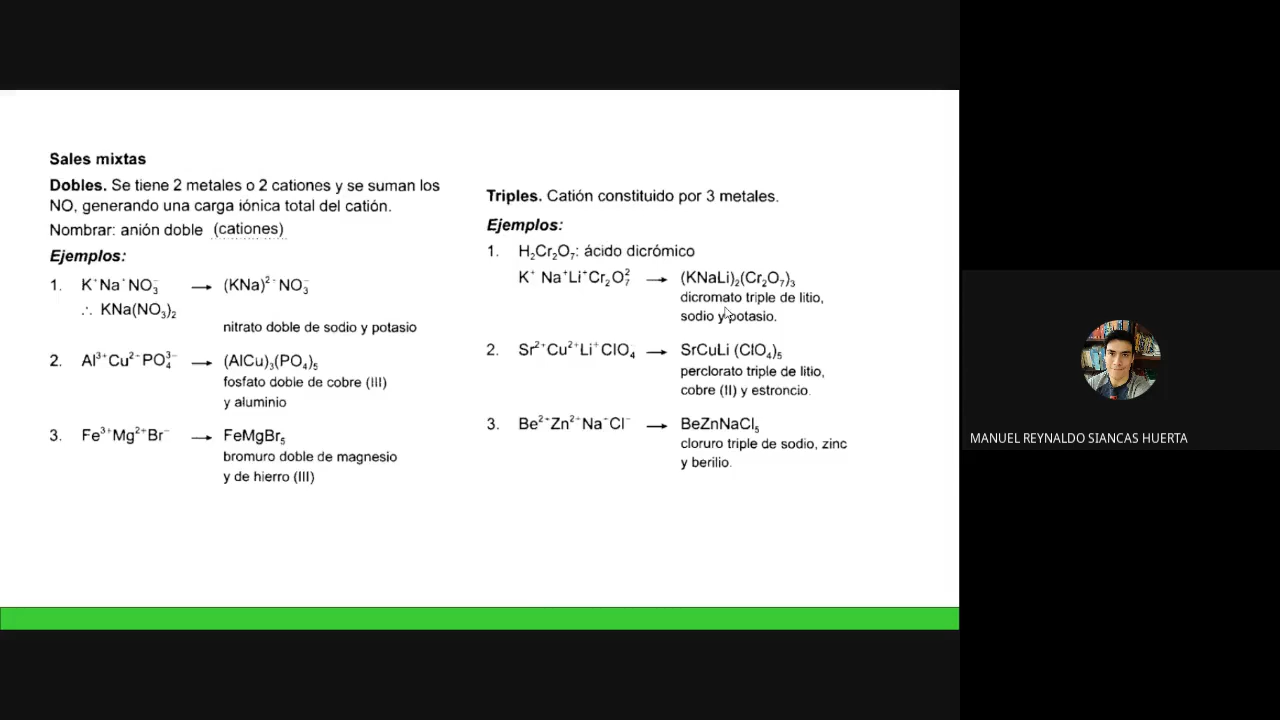 Sales mixtas
Dobles. Se tiene 2 metales o 2 cationes y se suman los
NO, generando una carga iónica total del catión.
Nombrar: anión doble (cationes)
Ejemplos:
1. K⁺Na⁺NO₃⁻ → (KNa)²⁺NO₃⁻
∴ KNa(NO₃)₂
nitrato doble de sodio y potasio
2. Al³⁺Cu²⁺PO₄³⁻ → (AlCu)₃(PO₄)₅
fosfato doble de cobre (III)
y aluminio
3. Fe³⁺Mg²⁺Br⁻ → FeMgBr₅
bromuro doble de magnesio
y de hierro (III)
Triples. Catión constituido por 3 metales.
Ejemplos:
1. H₂Cr₂O₇: ácido dicrómico
K⁺ Na⁺Li⁺Cr₂O₇² → (KNaLi)₂(Cr₂O₇)₃
dicromato triple de litio,
sodio y potasio.
2. Sr²⁺Cu²⁺Li⁺ClO₄⁻ → SrCuLi (ClO₄)₅
perclorato triple de litio,
cobre (II) y estroncio.
3. Be²⁺Zn²⁺Na⁺Cl⁻ → BeZnNaCl₅
cloruro triple de sodio, zinc
y berilio.
MANUEL REYNALDO SIANCAS HUERTA